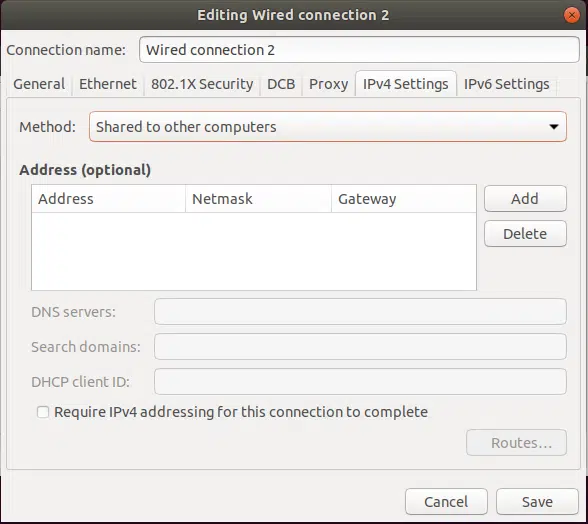 Editing Wired connection 2
Connection name: Wired connection 2
General Ethernet 802.1X Security DCB Proxy IPv4 Settings IPv6 Settings
Method: Shared to other computers
Address (optional)
Address Netmask Gateway Add
Delete
DNS servers:
Search domains:
DHCP client ID:
Require IPv4 addressing for this connection to complete
Routes...
Cancel Save